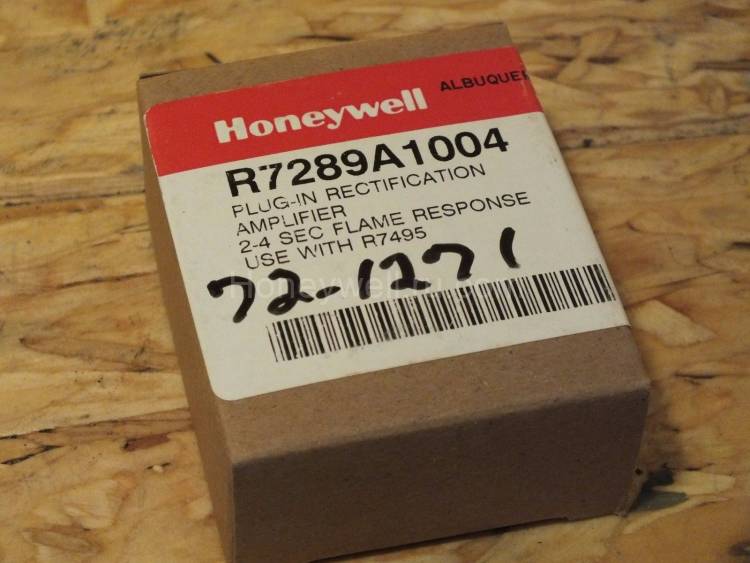 Honeywell
ALBUQUE
R7289A1004
PLUG-IN RECTIFICATION
AMPLIFIER
2-4 SEC FLAME RESPONSE
USE WITH R7495
72-1271